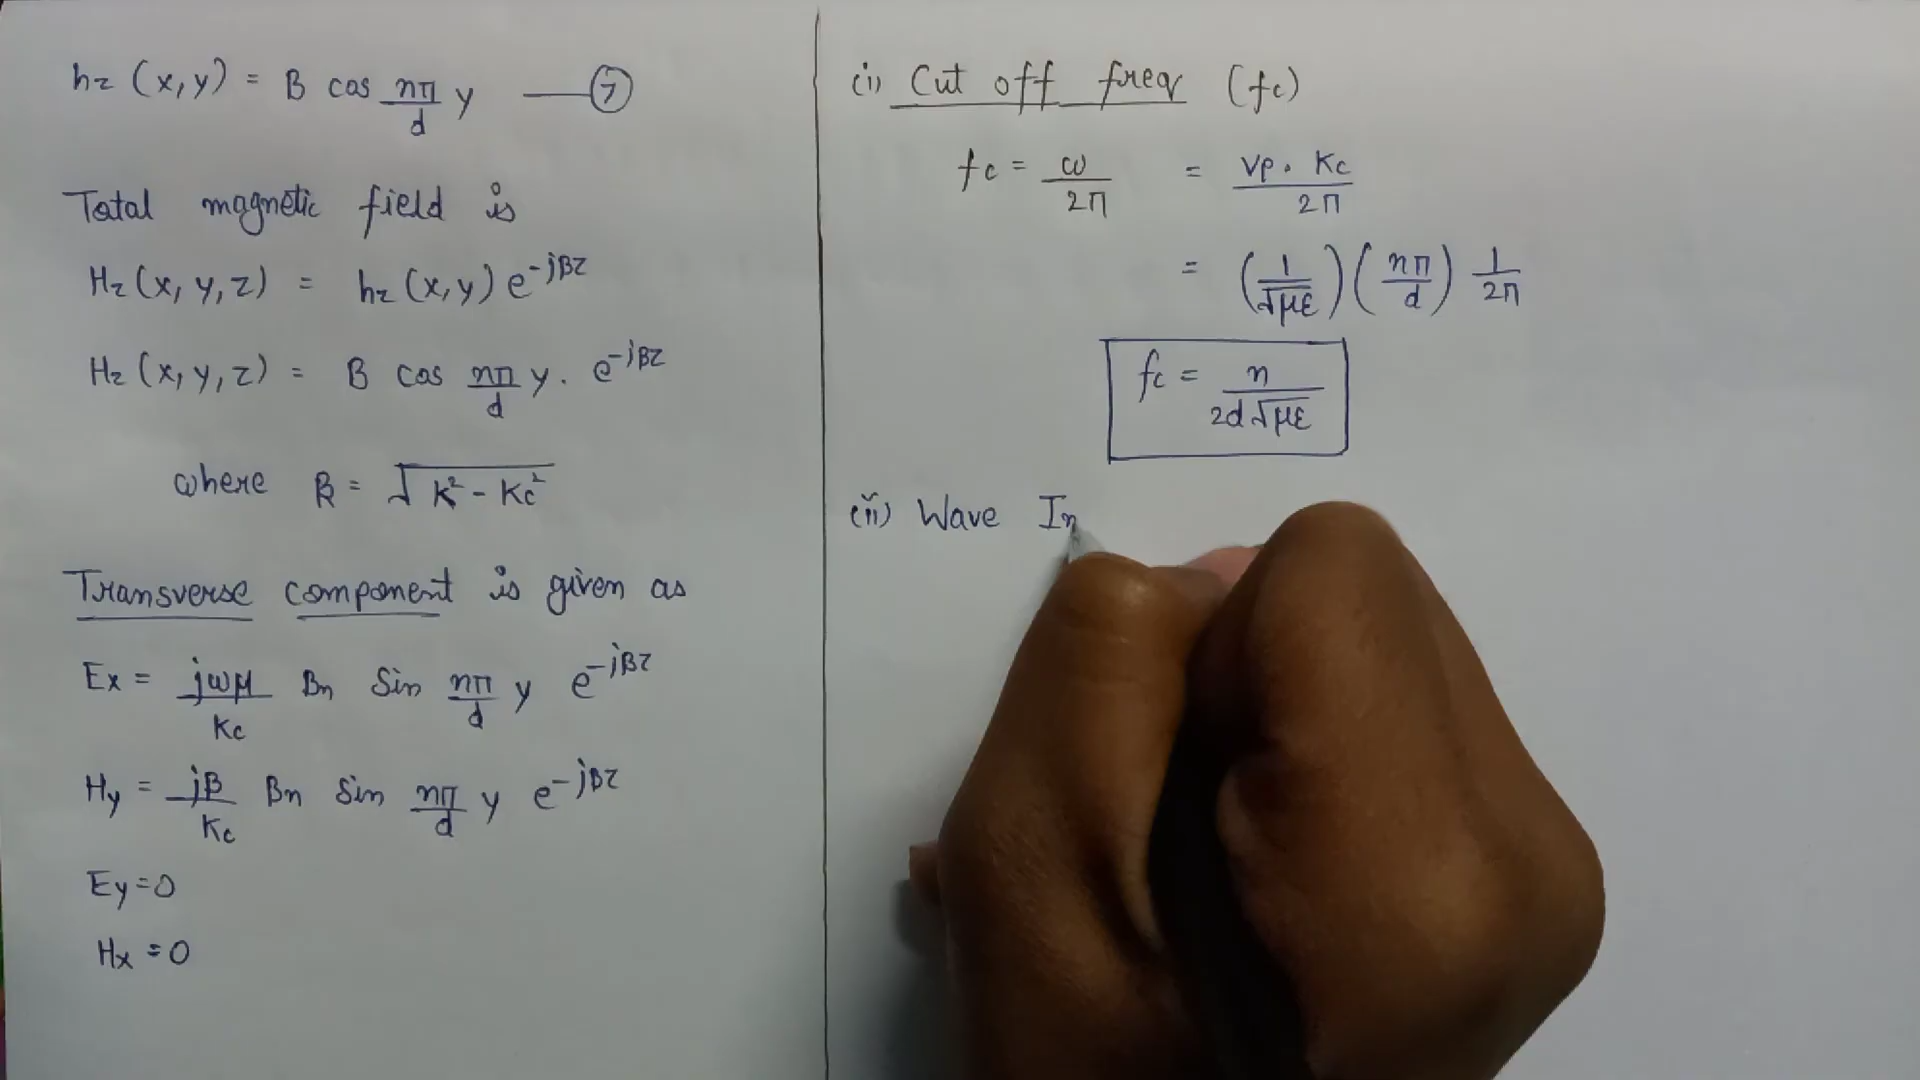 hz (x,y) = B cos nπ/d y —— ⑦
Total magnetic field is
Hz (x, y, z) = hz (x,y) e^-jβz
Hz (x, y, z) = B cos nπ/d y . e^-jβz
where β = √K² - Kc²
Transverse component is given as
Ex = jωμ/Kc Bn Sin nπ/d y e^-jβz
Hy = jβ/Kc Bn Sin nπ/d y e^-jβz
Ey = 0
Hx = 0
(i) Cut off freq (fc)
fc = ω/2π = Vp . Kc/2π
= (1/√με) (nπ/d) 1/2π
fc = n/2d√με
(ii) Wave In